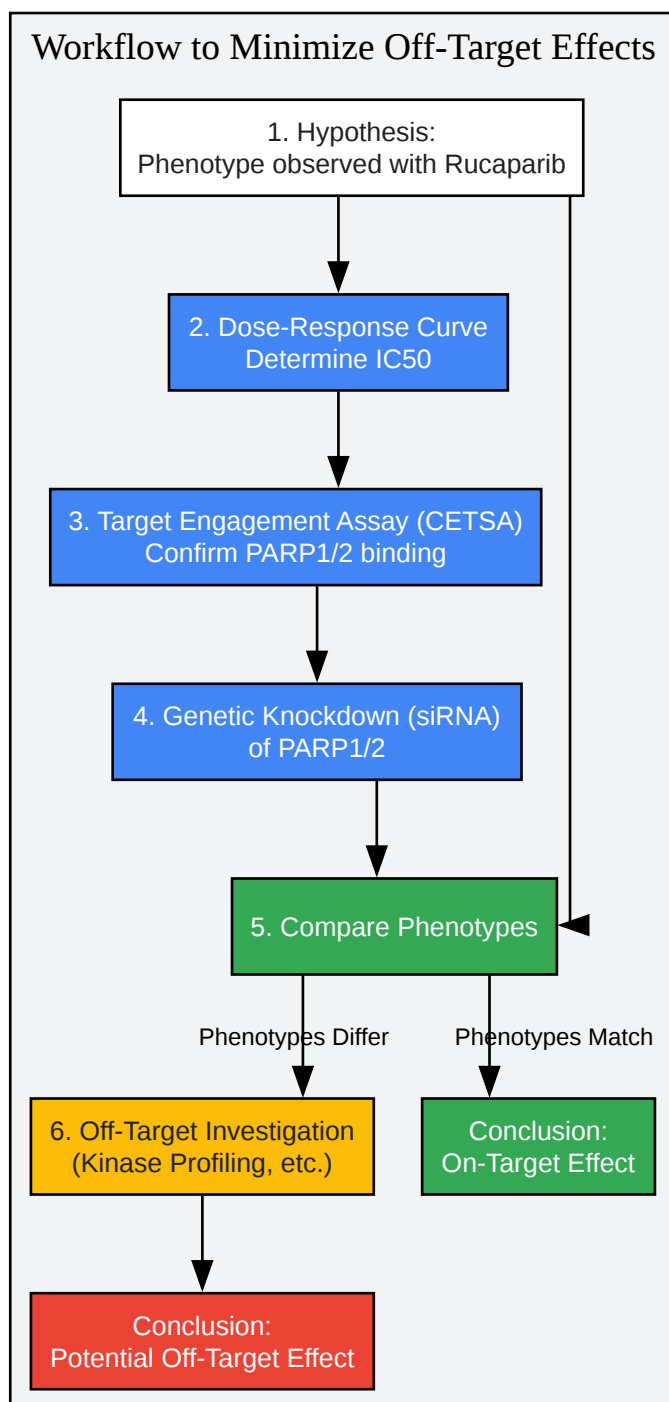 Workflow to Minimize Off-Target Effects
1. Hypothesis:
Phenotype observed with Rucaparib
2. Dose-Response Curve
Determine IC50
3. Target Engagement Assay (CETSA)
Confirm PARP1/2 binding
4. Genetic Knockdown (siRNA)
of PARP1/2
5. Compare Phenotypes
Phenotypes Differ
Phenotypes Match
6. Off-Target Investigation
(Kinase Profiling, etc.)
Conclusion:
On-Target Effect
Conclusion:
Potential Off-Target Effect